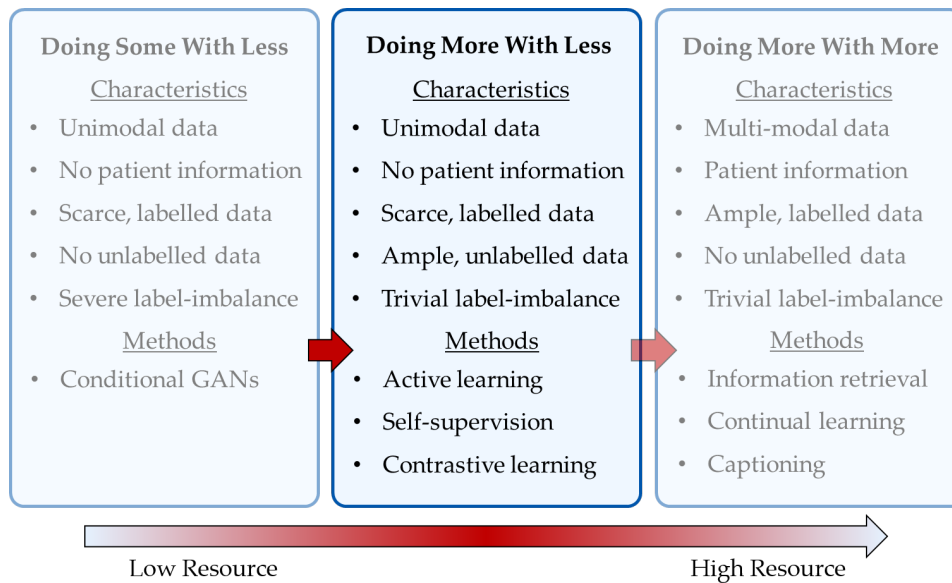 Doing Some With Less
Characteristics
• Unimodal data
• No patient information
• Scarce, labelled data
• No unlabelled data
• Severe label-imbalance
Methods
• Conditional GANs
Doing More With Less
Characteristics
• Unimodal data
• No patient information
• Scarce, labelled data
• Ample, unlabelled data
• Trivial label-imbalance
Methods
• Active learning
• Self-supervision
• Contrastive learning
Doing More With More
Characteristics
• Multi-modal data
• Patient information
• Ample, labelled data
• No unlabelled data
• Trivial label-imbalance
Methods
• Information retrieval
• Continual learning
• Captioning
Low Resource
High Resource